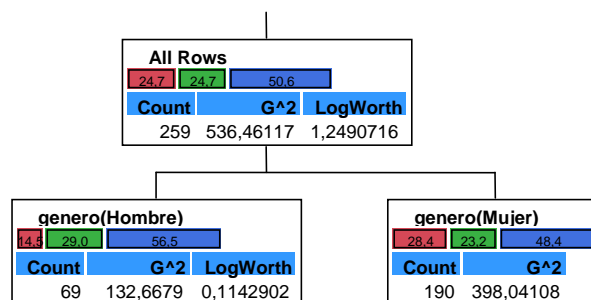 All Rows
24,7 24,7 50,6
Count G^2 LogWorth
259 536,46117 1,2490716
genero(Hombre)
14,5 29,0 56,5
Count G^2 LogWorth
69 132,6679 0,1142902
genero(Mujer)
28,4 23,2 48,4
Count G^2 LogWorth
190 398,04108